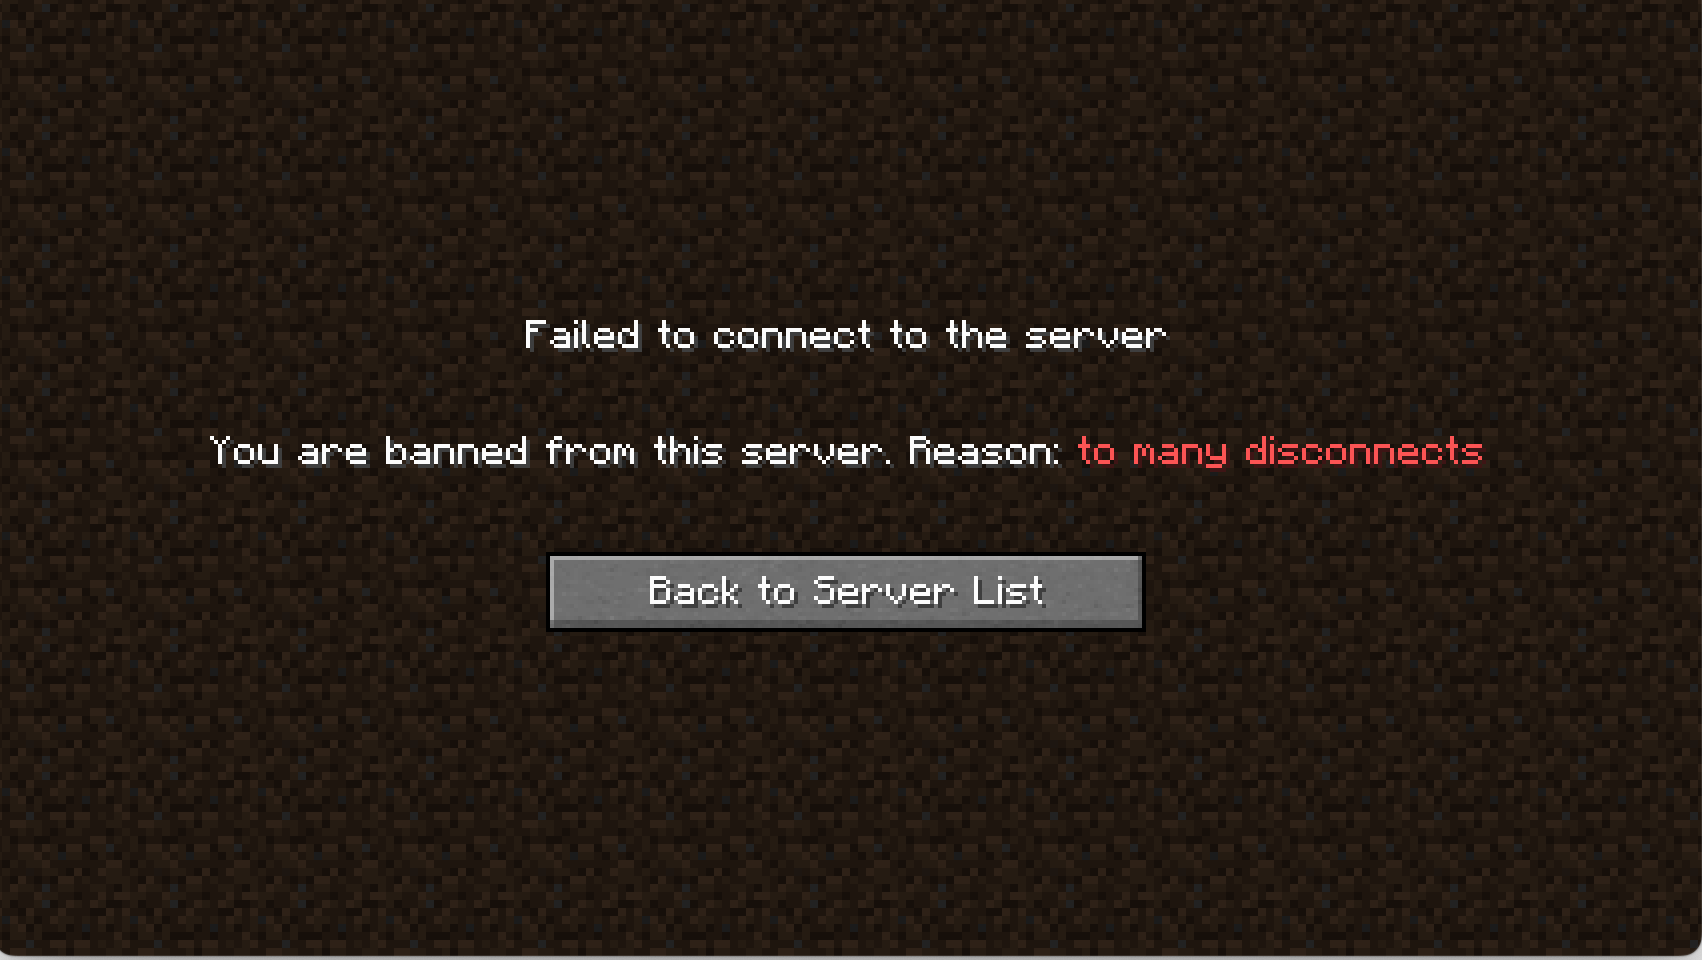 Failed to connect to the server
You are banned from this server. Reason: to many disconnects
Back to Server List